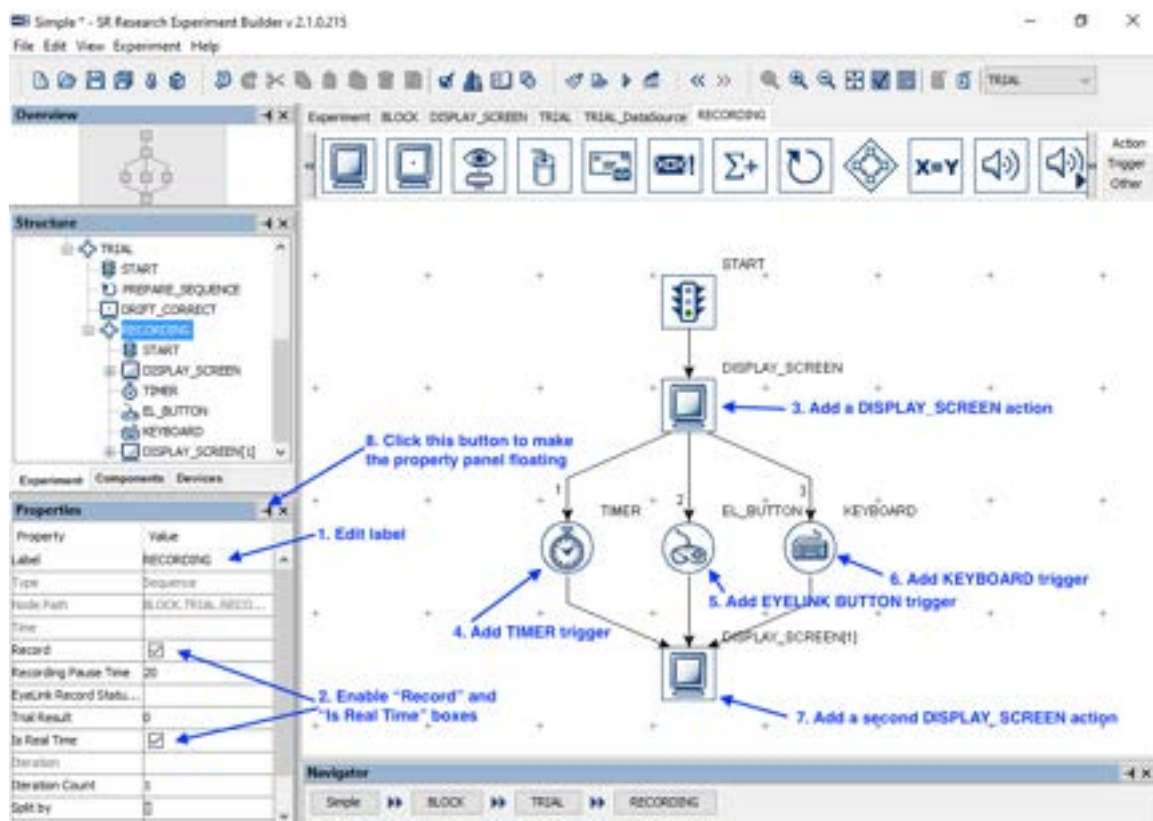 Simple * - SR Research Experiment Builder v 2.1.0.215
File Edit View Experiment Help
TRIAL
Overview
Experiment BLOCK DISPLAY_SCREEN TRIAL TRIAL_DataSource RECORDING
X=Y
Action
Trigger
Other
Structure
TRIAL
START
PREPARE_SEQUENCE
DRIFT_CORRECT
RECORDING
START
DISPLAY_SCREEN
TIMER
EL_BUTTON
KEYBOARD
DISPLAY_SCREEN[1]
Experiment Components Devices
START
DISPLAY_SCREEN
3. Add a DISPLAY_SCREEN action
8. Click this button to make
the property panel floating
1
2
3
TIMER
EL_BUTTON
KEYBOARD
6. Add KEYBOARD trigger
5. Add EYELINK BUTTON trigger
4. Add TIMER trigger
DISPLAY_SCREEN[1]
7. Add a second DISPLAY_SCREEN action
Properties
Property Value
Label RECORDING
1. Edit label
Type Sequence
Node Path BLOCK.TRIAL.RECO...
Time
Record
Recording Pause Time 20
EyeLink Record Statu...
2. Enable “Record” and
“Is Real Time” boxes
Trial Result 0
Is Real Time
Iteration
Iteration Count 1
Split by []
Navigator
Simple BLOCK TRIAL RECORDING